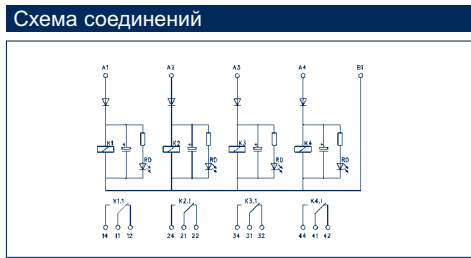 Схема соединений
A1 A2 A3 A4
K1 K2 K3 K4
+ + + +
RD RD RD RD
K1.1 K2.1 K3.1 K4.1
14 11 12 24 21 22 34 31 32 44 41 42